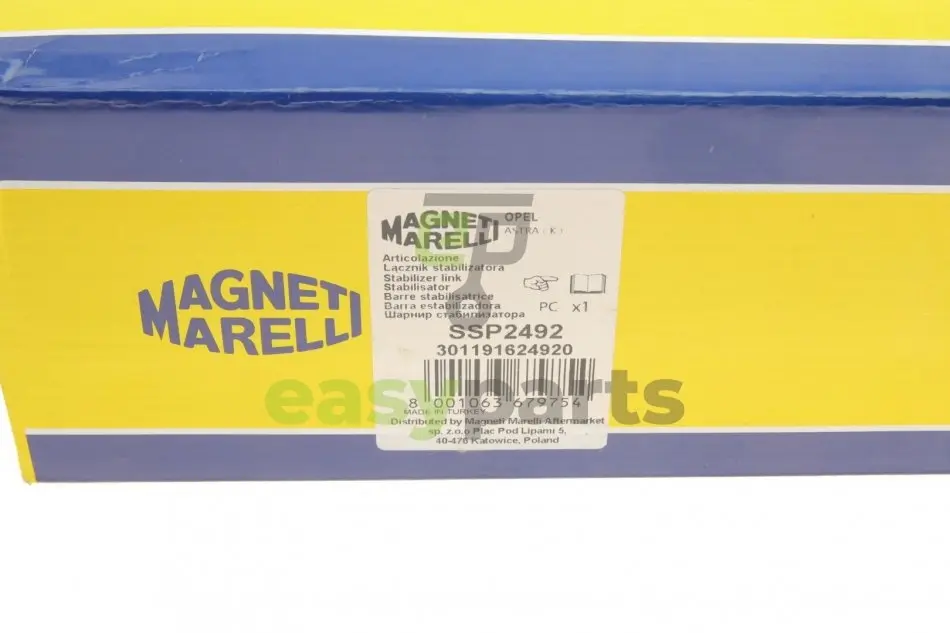 MAGNETI
MARELLI
MAGNETI
MARELLI
OPEL
ASTRA ( K )
Articolazione
Łącznik stabilizatora
Stabilizer link
Stabilisator
Barre stabilisatrice
Barra estabilizadora
Шарнир стабилизатора
PC x1
SSP2492
301191624920
8 001063 679754
MADE IN TURKEY
Distributed by Magneti Marelli Aftermarket
sp. z.o.o Plac Pod Lipami 5,
40-476 Katowice, Poland
easyparts